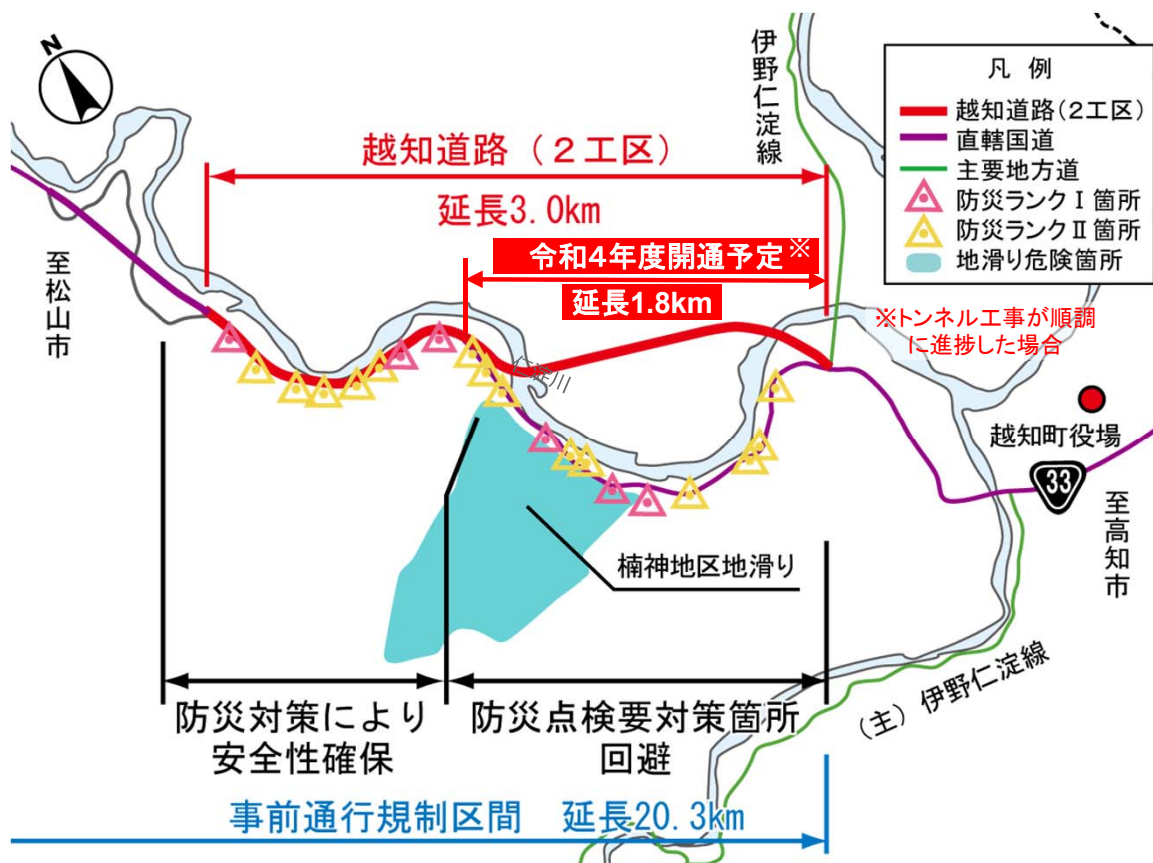 N
越知道路（２工区）
延長3.0km
令和４年度開通予定※
延長1.8km
伊野仁淀線
凡 例
越知道路（２工区）
直轄国道
主要地方道
防災ランクⅠ箇所
防災ランクⅡ箇所
地滑り危険箇所
※トンネル工事が順調
に進捗した場合
至松山市
仁淀川
越知町役場
33
至高知市
楠神地区地滑り
（主）伊野仁淀線
防災対策により
安全性確保
防災点検要対策箇所
回避
事前通行規制区間 延長20.3km